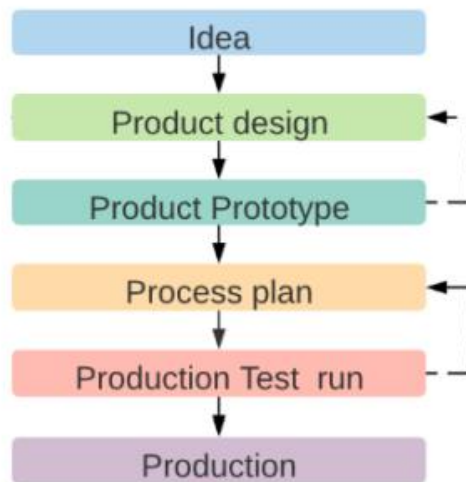 Idea
Product design
Product Prototype
Process plan
Production Test run
Production